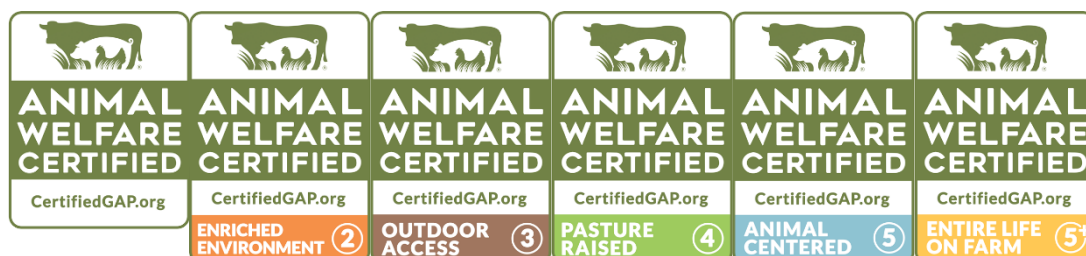 ANIMAL
WELFARE
CERTIFIED
CertifiedGAP.org
ANIMAL
WELFARE
CERTIFIED
CertifiedGAP.org
ENRICHED
ENVIRONMENT 2
ANIMAL
WELFARE
CERTIFIED
CertifiedGAP.org
OUTDOOR
ACCESS 3
ANIMAL
WELFARE
CERTIFIED
CertifiedGAP.org
PASTURE
RAISED 4
ANIMAL
WELFARE
CERTIFIED
CertifiedGAP.org
ANIMAL
CENTERED 5
ANIMAL
WELFARE
CERTIFIED
CertifiedGAP.org
ENTIRE LIFE
ON FARM 5+